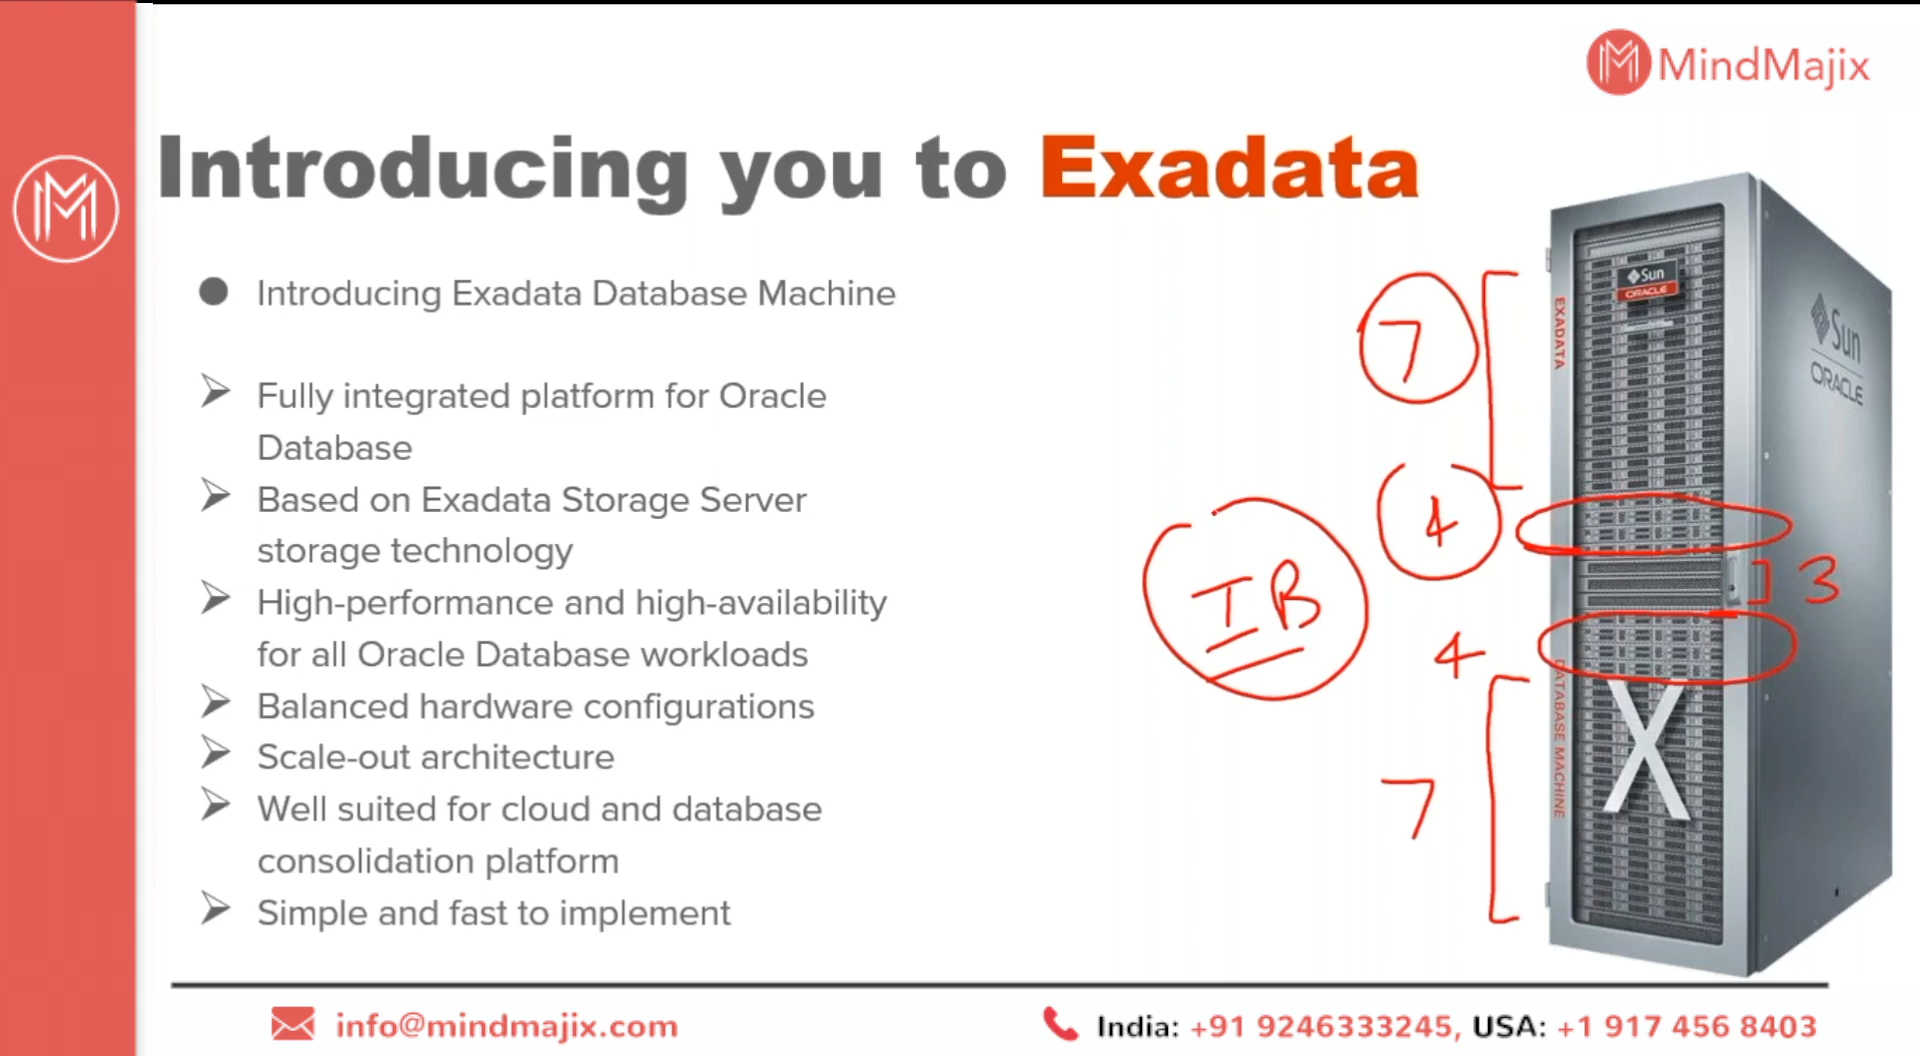 MindMajix
Introducing you to Exadata
Introducing Exadata Database Machine
Fully integrated platform for Oracle
Database
Based on Exadata Storage Server
storage technology
High-performance and high-availability
for all Oracle Database workloads
Balanced hardware configurations
Scale-out architecture
Well suited for cloud and database
consolidation platform
Simple and fast to implement
7
4
IB
3
4
7
Sun
ORACLE
EXADATA
DATABASE MACHINE
X
Sun
ORACLE
info@mindmajix.com
India: +91 9246333245, USA: +1 917 456 8403